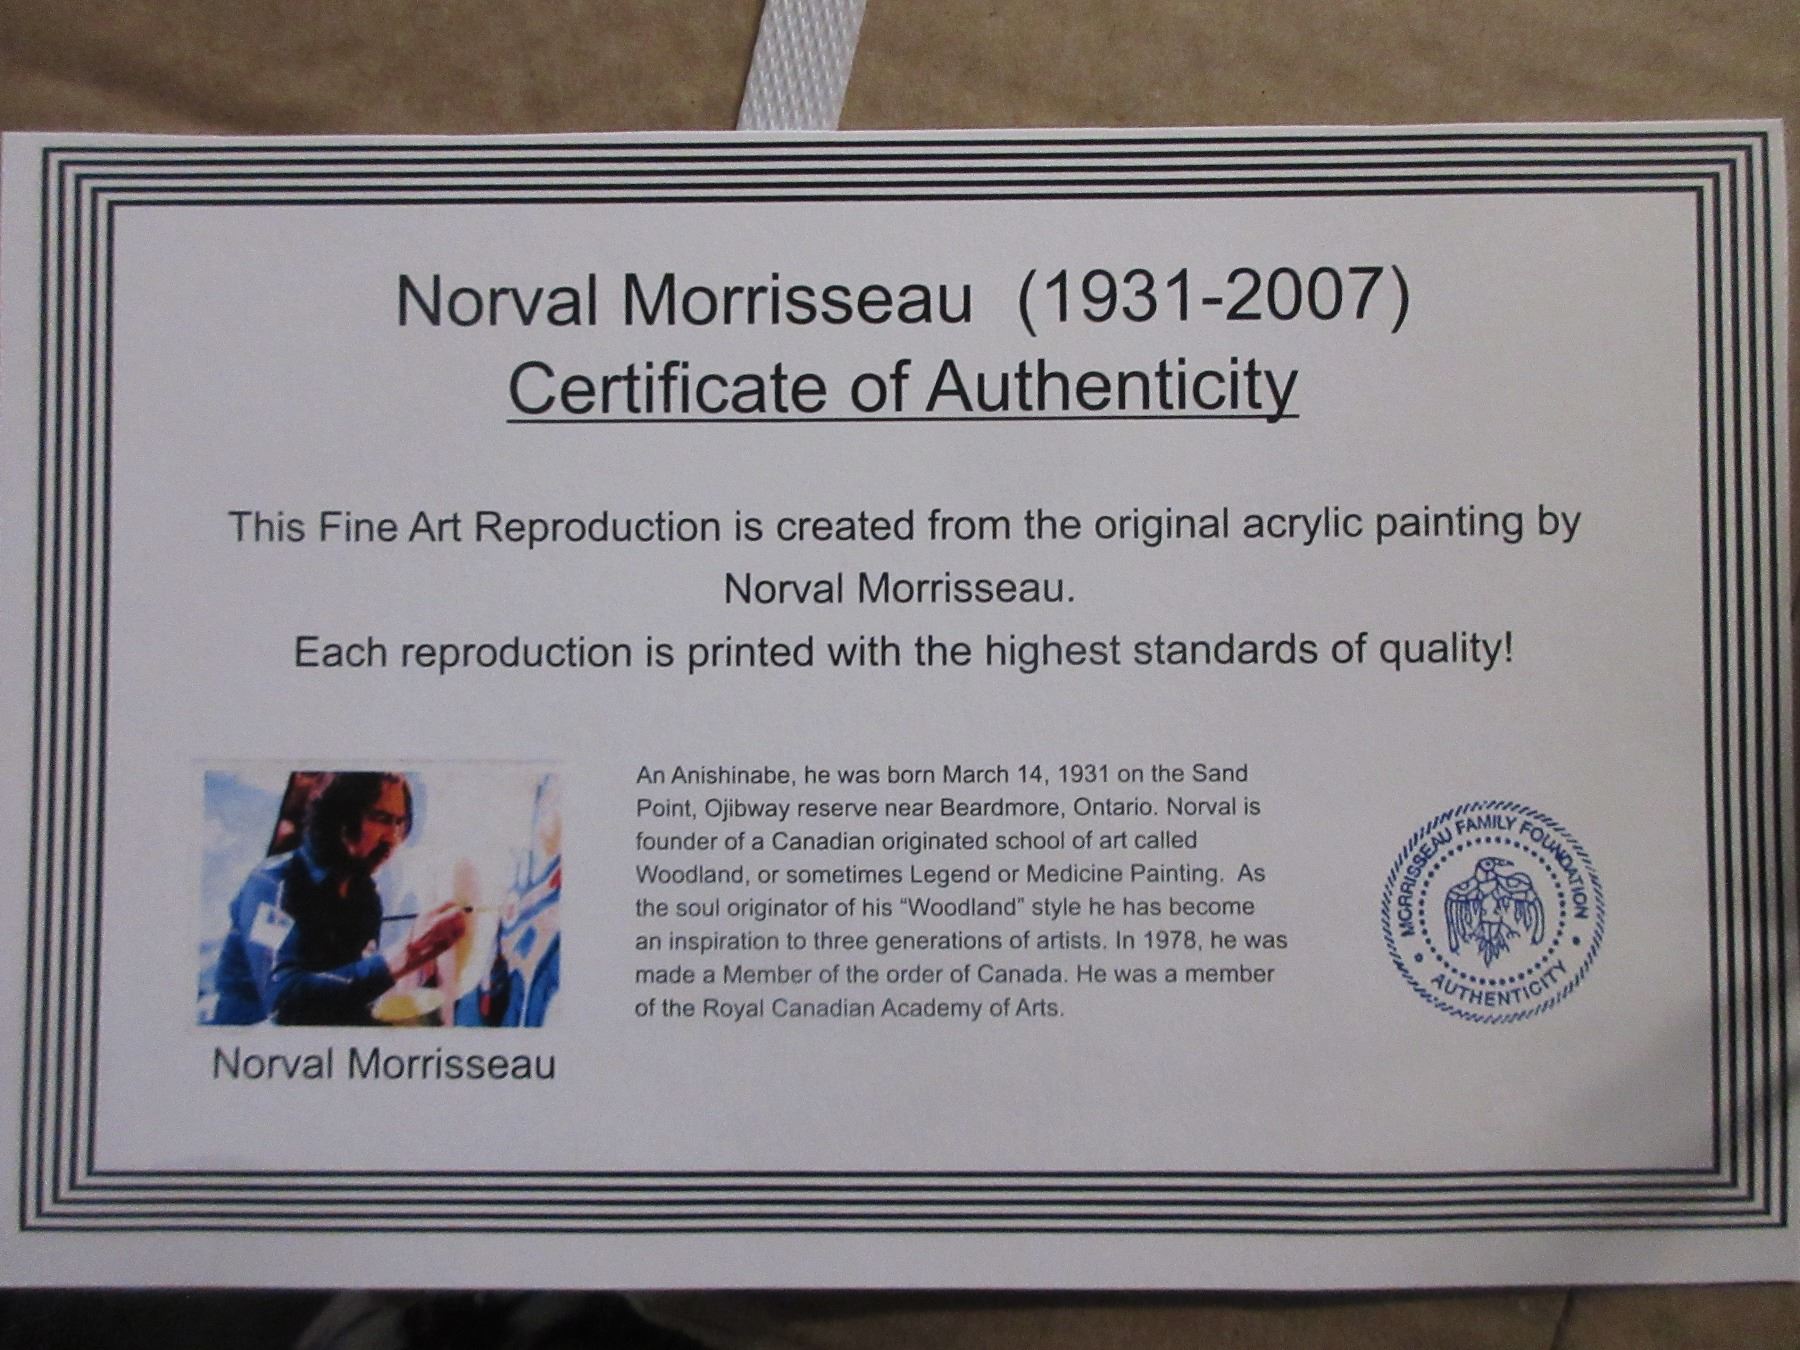 Norval Morrisseau  (1931-2007)
Certificate of Authenticity
This Fine Art Reproduction is created from the original acrylic painting by
Norval Morrisseau.
Each reproduction is printed with the highest standards of quality!
An Anishinabe, he was born March 14, 1931 on the Sand
Point, Ojibway reserve near Beardmore, Ontario. Norval is
founder of a Canadian originated school of art called
Woodland, or sometimes Legend or Medicine Painting.  As
the soul originator of his “Woodland” style he has become
an inspiration to three generations of artists. In 1978, he was
made a Member of the order of Canada. He was a member
of the Royal Canadian Academy of Arts.
Norval Morrisseau
MORRISSEAU FAMILY FOUNDATION
AUTHENTICITY